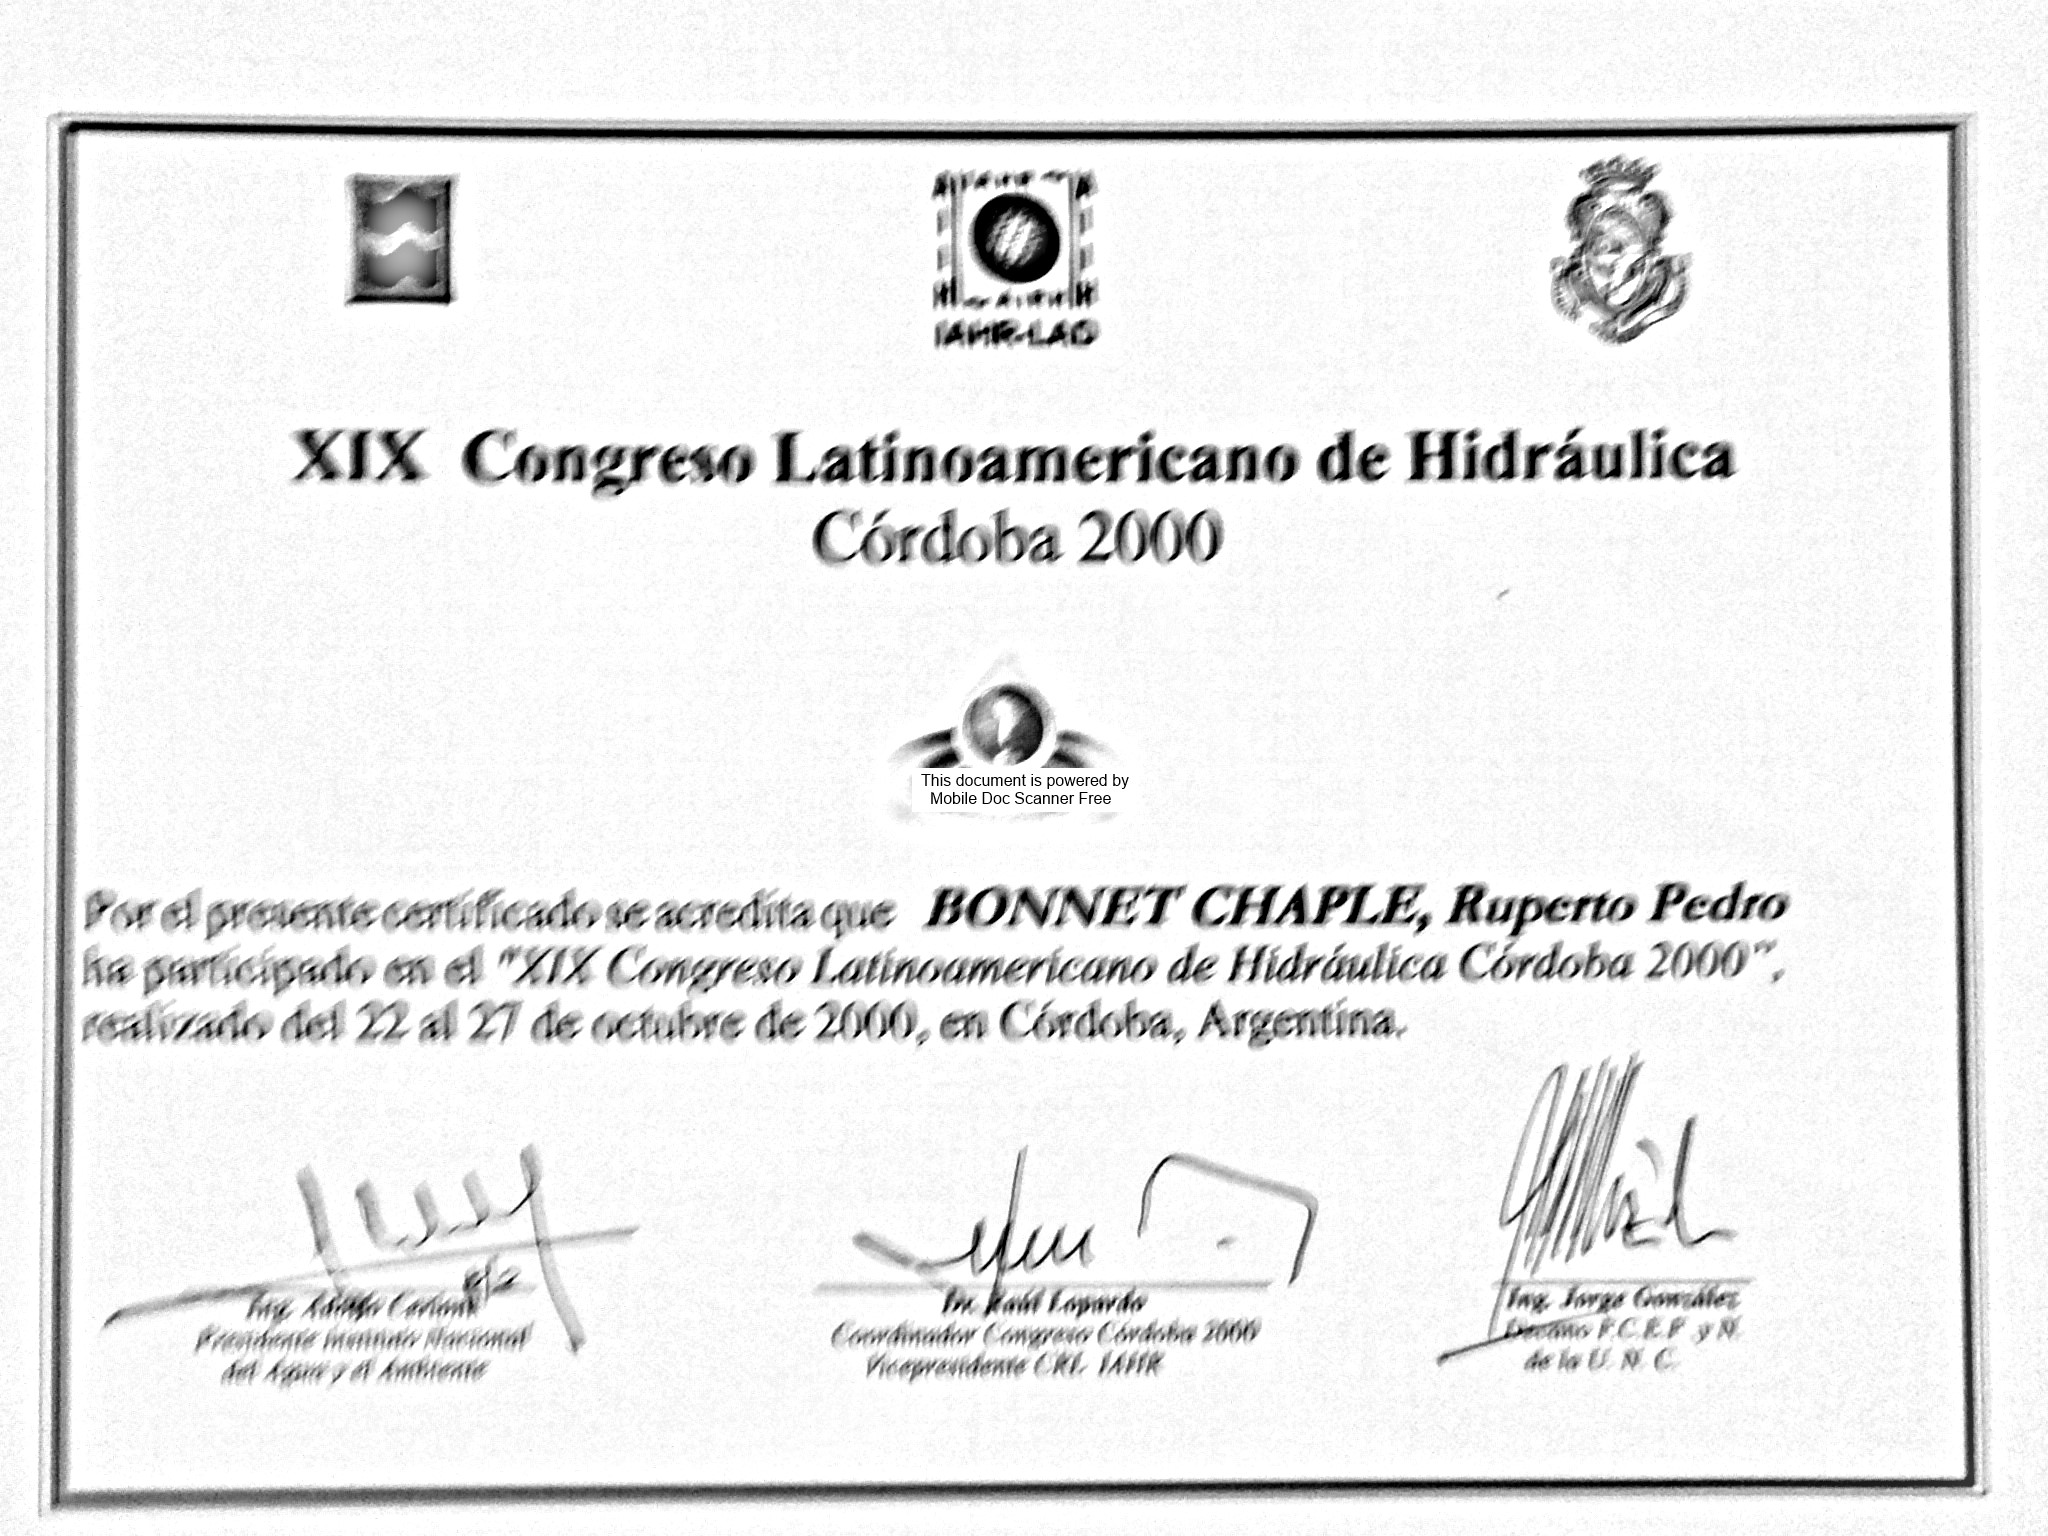 IAHR-LAD
XIX Congreso Latinoamericano de Hidráulica
Córdoba 2000
This document is powered by
Mobile Doc Scanner Free
Por el presente certificado se acredita que BONNET CHAPLE, Ruperto Pedro
ha participado en el "XIX Congreso Latinoamericano de Hidráulica Córdoba 2000",
realizado del 22 al 27 de octubre de 2000, en Córdoba, Argentina.
Ing.
Presidente Instituto Nacional
del Agua y el Ambiente
Dr. Raúl Lopardo
Coordinador Congreso Córdoba 2000
Vicepresidente CRL IAHR
Ing. Jorge González
Decano F.C.E.F. y N.
de la U. N. C.